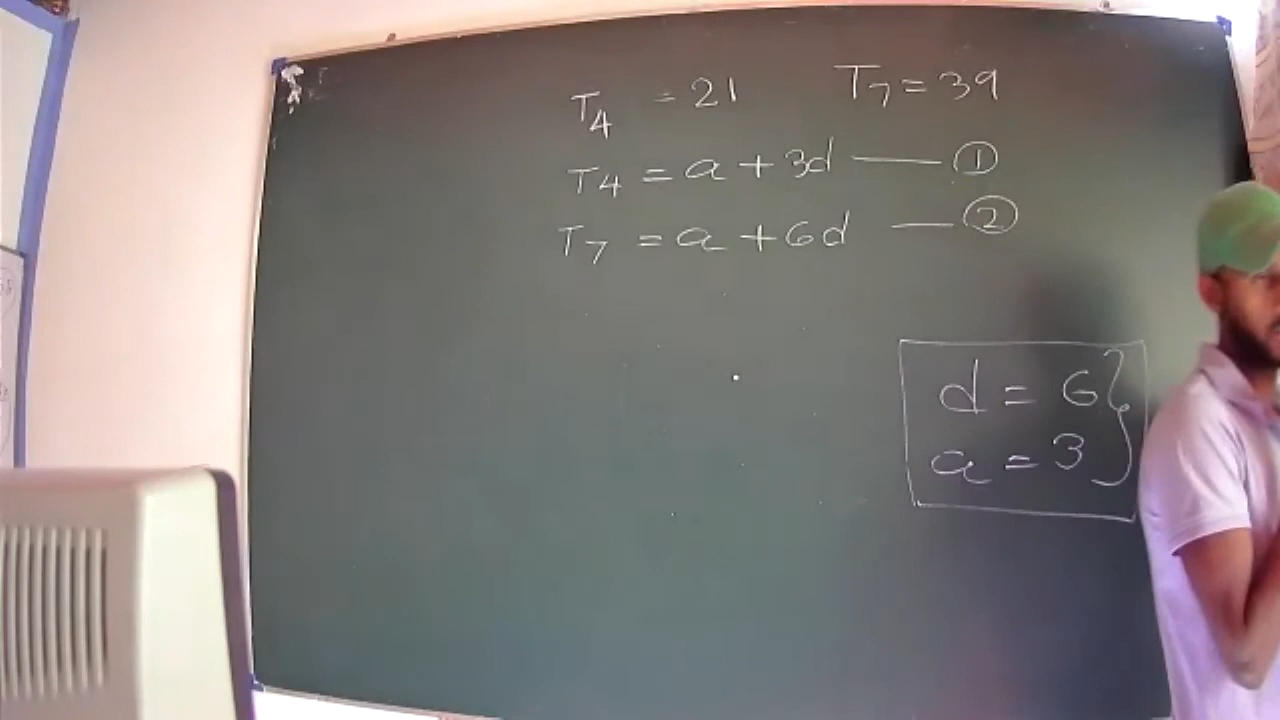 T4 = 21 T7 = 39
T4 = a + 3d —— ①
T7 = a + 6d — ②
d = 6 }
a = 3